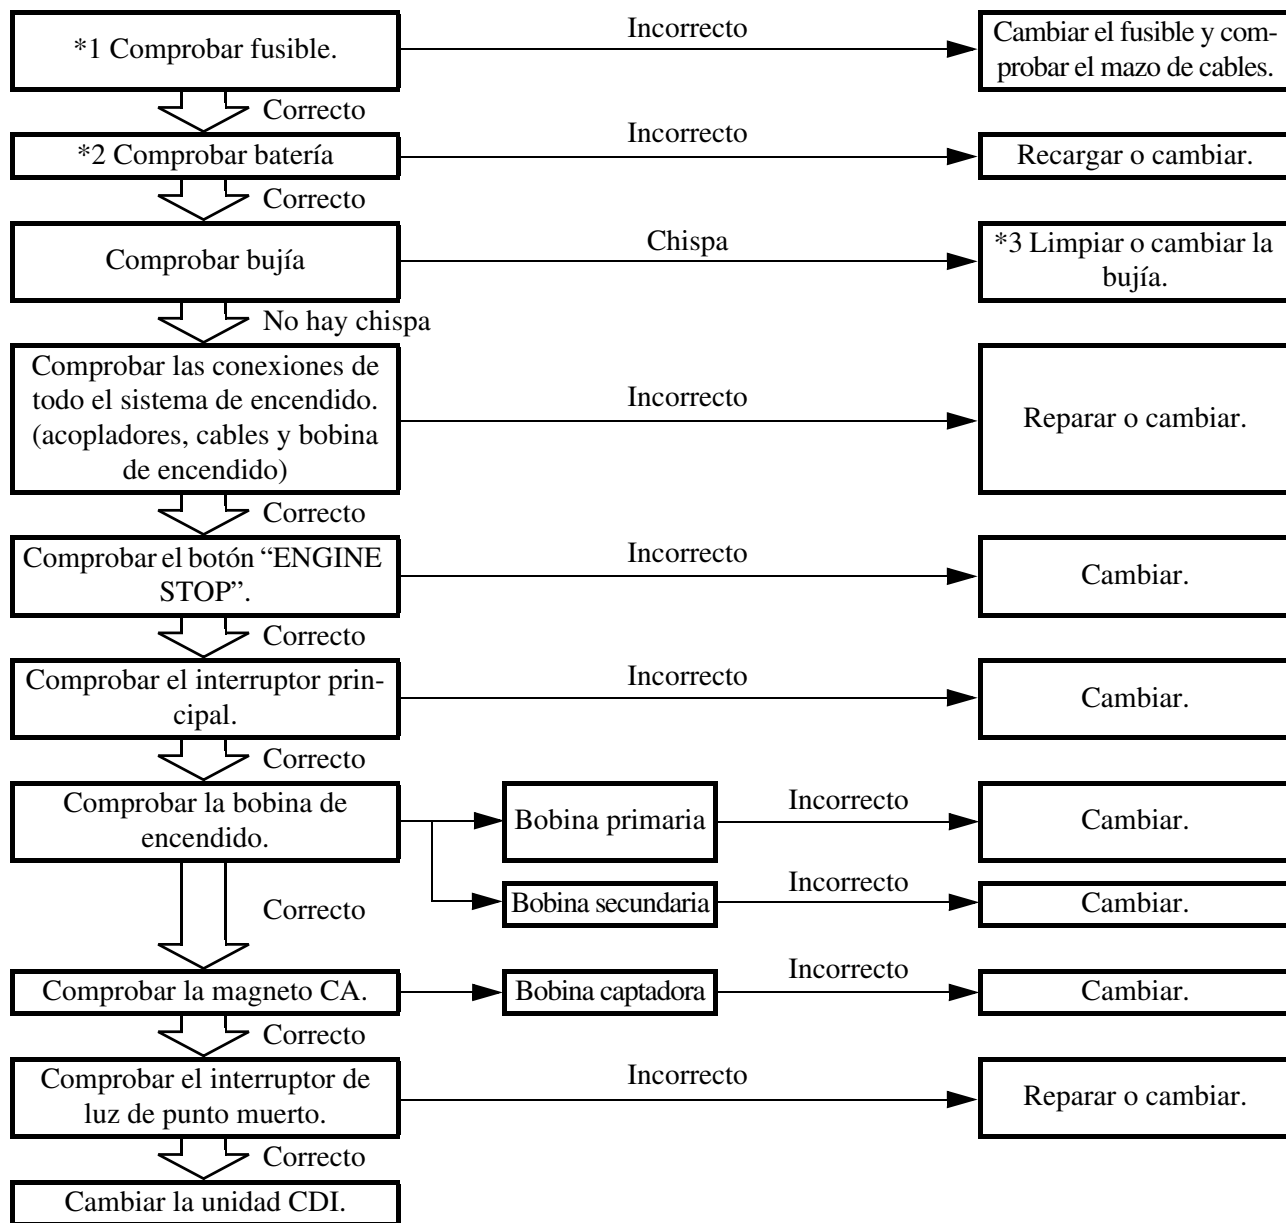 *1 Comprobar fusible.
Incorrecto
Cambiar el fusible y com-
probar el mazo de cables.
Correcto
*2 Comprobar batería
Incorrecto
Recargar o cambiar.
Correcto
Comprobar bujía
Chispa
*3 Limpiar o cambiar la
bujía.
No hay chispa
Comprobar las conexiones de
todo el sistema de encendido.
(acopladores, cables y bobina
de encendido)
Incorrecto
Reparar o cambiar.
Correcto
Comprobar el botón “ENGINE
STOP”.
Incorrecto
Cambiar.
Correcto
Comprobar el interruptor prin-
cipal.
Incorrecto
Cambiar.
Correcto
Comprobar la bobina de
encendido.
Bobina primaria
Incorrecto
Cambiar.
Bobina secundaria
Incorrecto
Cambiar.
Correcto
Comprobar la magneto CA.
Bobina captadora
Incorrecto
Cambiar.
Correcto
Comprobar el interruptor de
luz de punto muerto.
Incorrecto
Reparar o cambiar.
Correcto
Cambiar la unidad CDI.